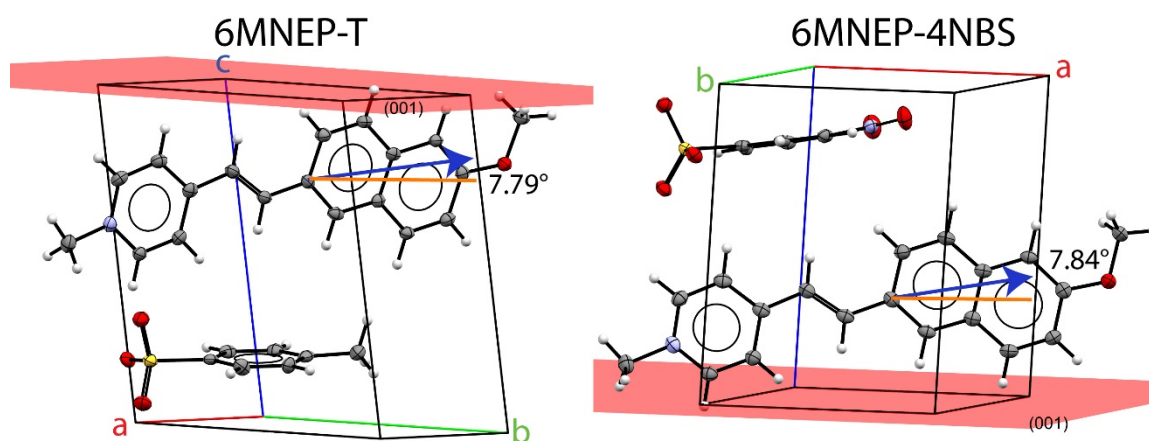 6MNEP-T
c
(001)
7.79°
a
b
6MNEP-4NBS
b
a
7.84°
(001)